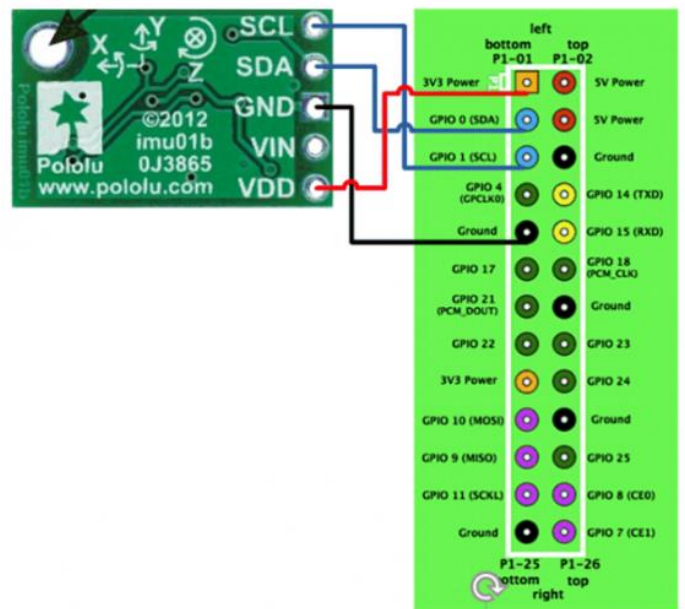 SCL
X
Y
Z
SDA
GND
©2012
imu01b
VIN
0J3865
Pololu
VDD
www.pololu.com
Pololu imu01b
left
bottom top
P1-01 P1-02
3V3 Power 5V Power
GPIO 0 (SDA) 5V Power
GPIO 1 (SCL) Ground
GPIO 4
(GPCLK0) GPIO 14 (TXD)
Ground GPIO 15 (RXD)
GPIO 17 GPIO 18
(PCM_CLK)
GPIO 21
(PCM_DOUT) Ground
GPIO 22 GPIO 23
3V3 Power GPIO 24
GPIO 10 (MOSI) Ground
GPIO 9 (MISO) GPIO 25
GPIO 11 (SCKL) GPIO 8 (CE0)
Ground GPIO 7 (CE1)
P1-25 P1-26
ottom top
right